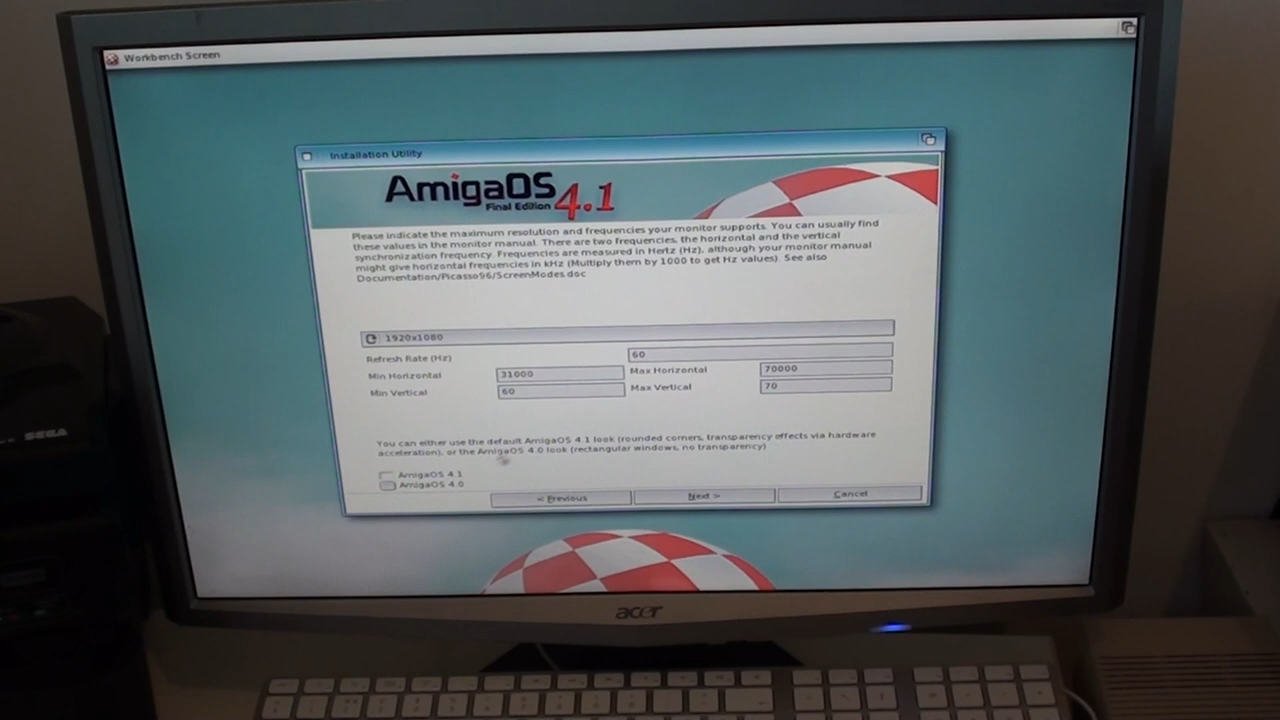 Workbench Screen
Installation Utility
AmigaOS 4.1
Final Edition
Please indicate the maximum resolution and frequencies your monitor supports. You can usually find
these values in the monitor manual. There are two frequencies, the horizontal and the vertical
synchronization frequency. Frequencies are measured in Hertz (Hz), although your monitor manual
might give horizontal frequencies in kHz (Multiply them by 1000 to get Hz values). See also
Documentation/Picasso96/ScreenModes.doc
1920x1080
Refresh Rate (Hz) 60
Min Horizontal 31000 Max Horizontal 70000
Min Vertical 60 Max Vertical 70
You can either use the default AmigaOS 4.1 look (rounded corners, transparency effects via hardware
acceleration), or the AmigaOS 4.0 look (rectangular windows, no transparency)
AmigaOS 4.1
AmigaOS 4.0
< Previous Next > Cancel
acer
SEGA